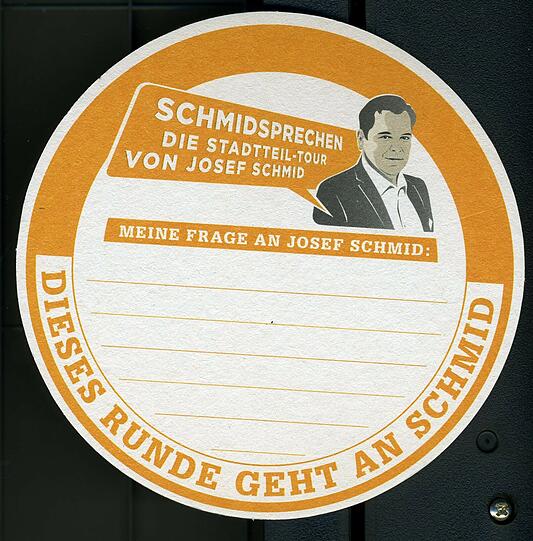 SCHMIDSPRECHEN
DIE STADTTEIL-TOUR
VON JOSEF SCHMID
MEINE FRAGE AN JOSEF SCHMID:
DIESES RUNDE GEHT AN SCHMID